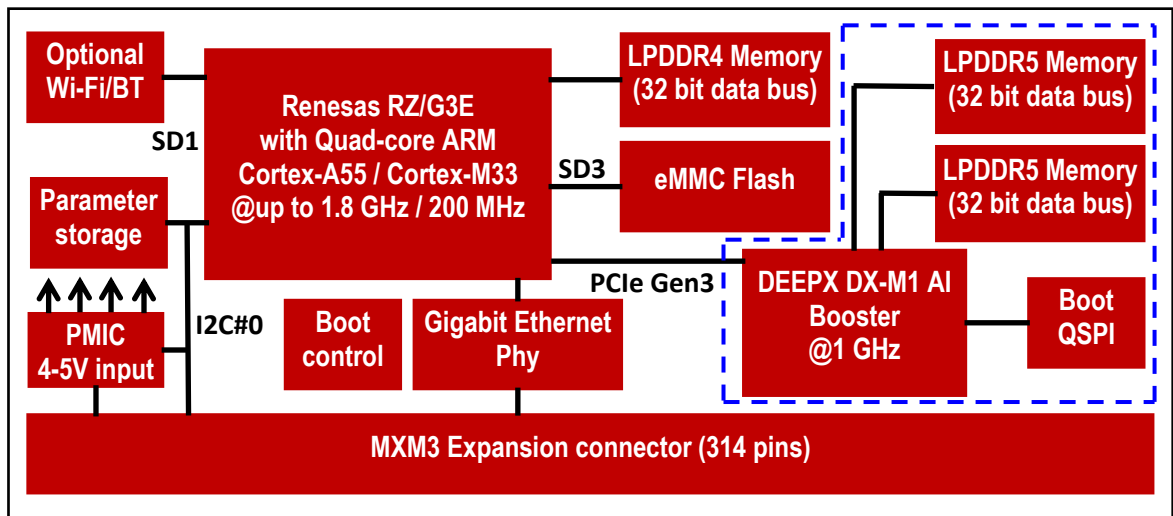 Optional
Wi-Fi/BT
SD1
Renesas RZ/G3E
with Quad-core ARM
Cortex-A55 / Cortex-M33
@up to 1.8 GHz / 200 MHz
LPDDR4 Memory
(32 bit data bus)
SD3
eMMC Flash
LPDDR5 Memory
(32 bit data bus)
LPDDR5 Memory
(32 bit data bus)
Parameter
storage
I2C#0
PMIC
4-5V input
Boot
control
Gigabit Ethernet
Phy
PCIe Gen3
DEEPX DX-M1 AI
Booster
@1 GHz
Boot
QSPI
MXM3 Expansion connector (314 pins)